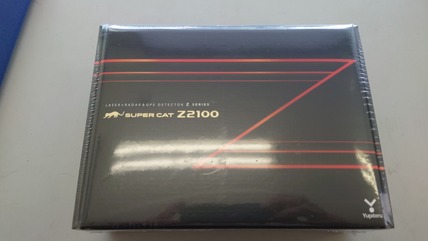 LASER+RADAR&GPS DETECTOR Z SERIES
SUPER CAT Z2100
Yupiteru